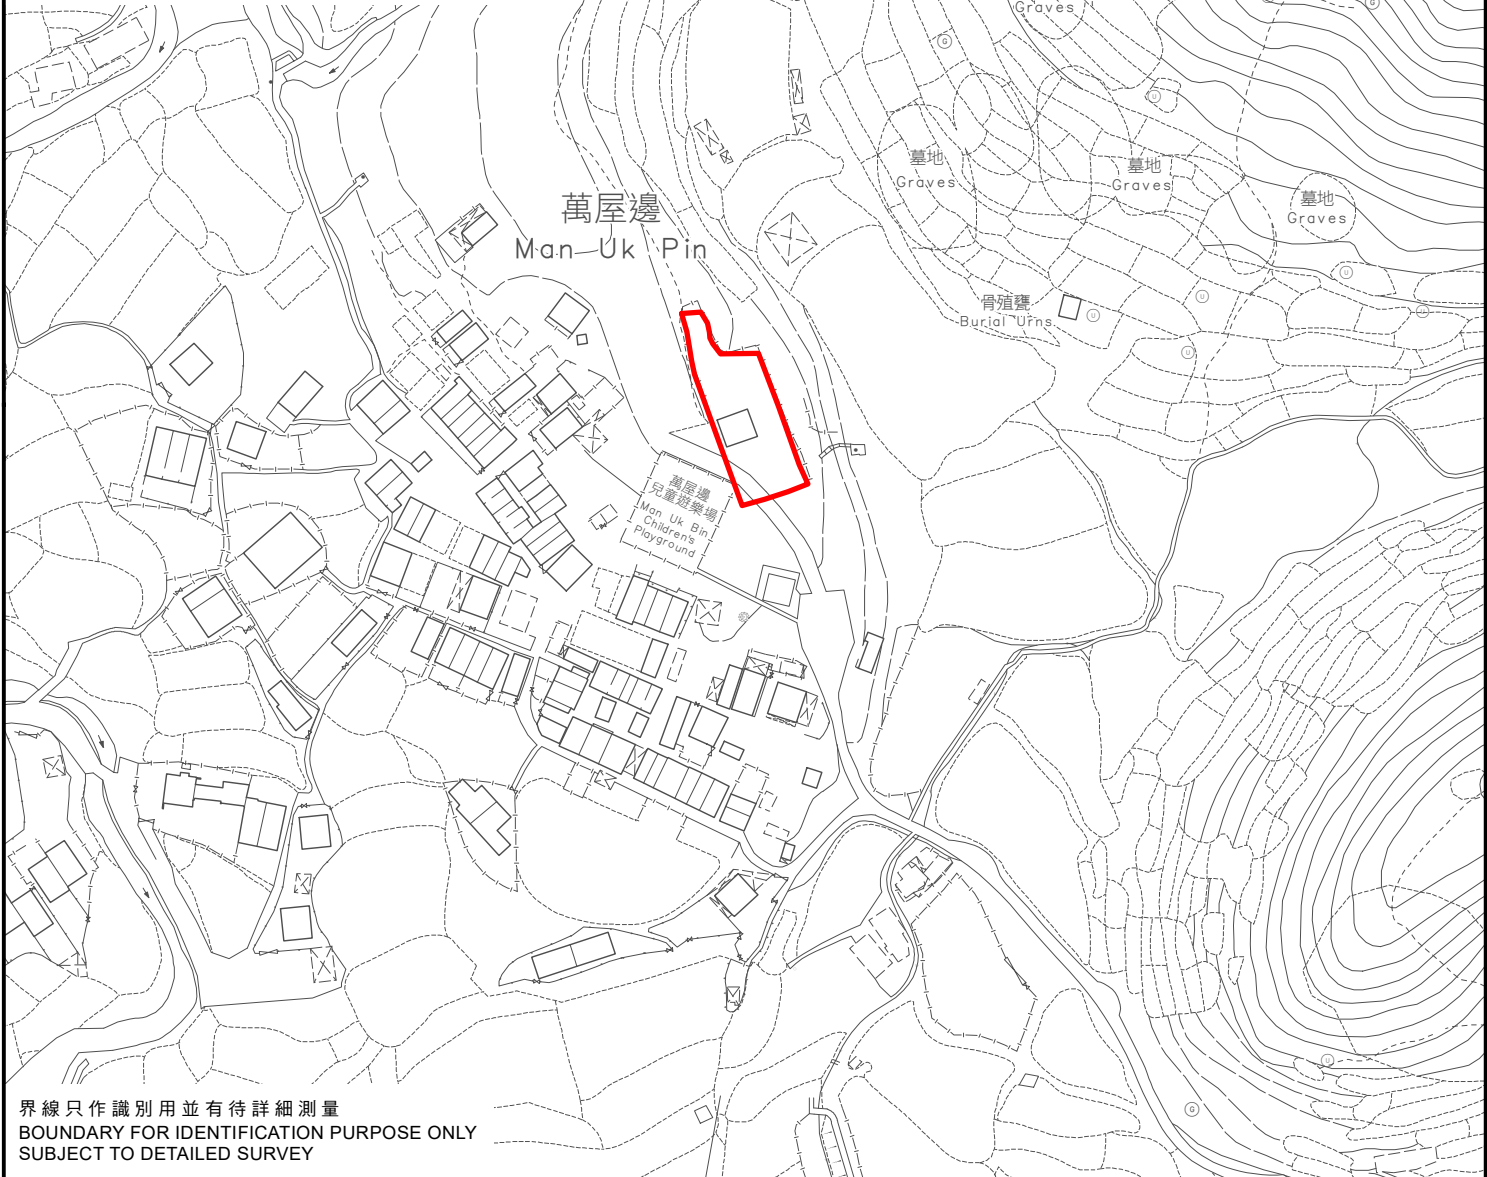 Graves
G
G
U
墓地
Graves
墓地
Graves
墓地
Graves
萬屋邊
Man Uk Pin
U
骨殖甕
Burial Urns
U
U
U
U
萬屋邊
兒童遊樂場
Man Uk Bin
Children's
Playground
U
G
界線只作識別用並有待詳細測量
BOUNDARY FOR IDENTIFICATION PURPOSE ONLY
SUBJECT TO DETAILED SURVEY